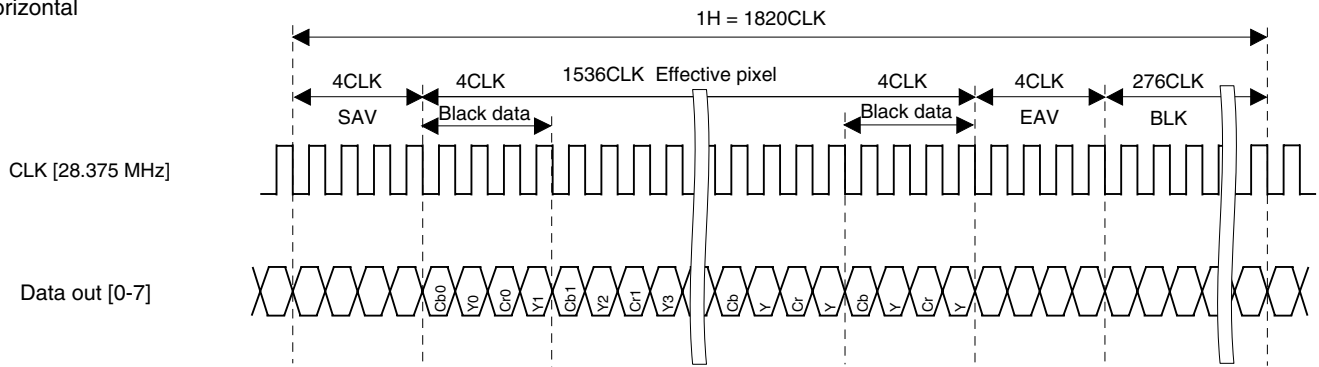 orizontal
1H = 1820CLK
4CLK 4CLK 1536CLK Effective pixel 4CLK 4CLK 276CLK
SAV Black data Black data EAV BLK
CLK [28.375 MHz]
Data out [0-7] Cb0 Y0 Cr0 Y1 Cb1 Y2 Cr1 Y3 Cb Y Cr Y Cb Y Cr Y